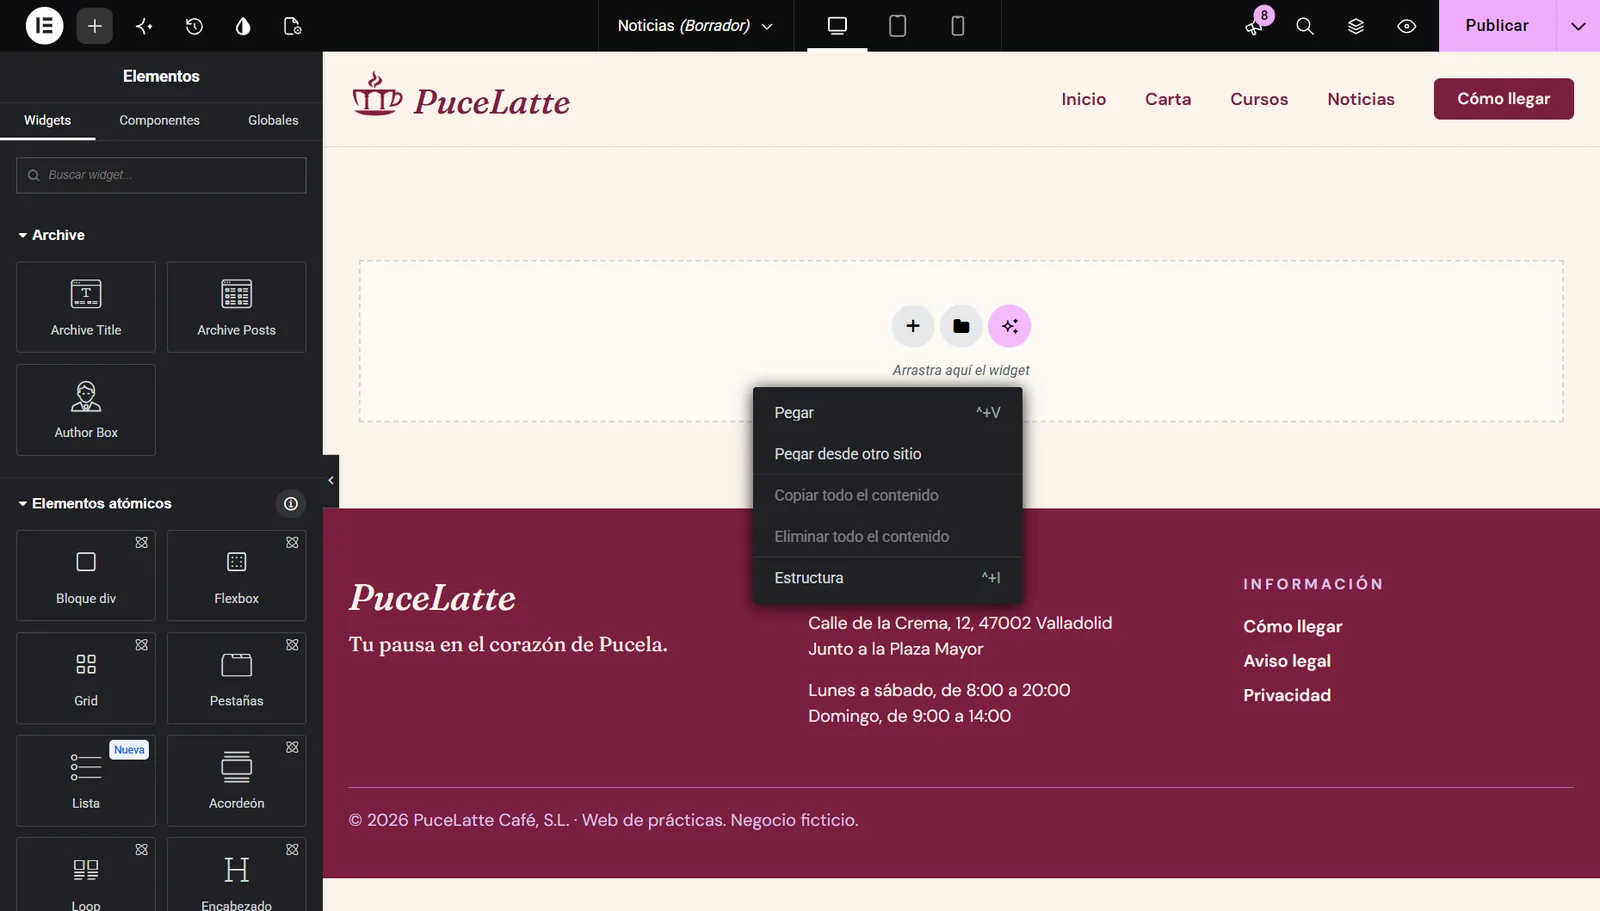 Noticias (Borrador)
8
Publicar
Elementos
Widgets
Componentes
Globales
Buscar widget...
Archive
Archive Title
Archive Posts
Author Box
Elementos atómicos
Bloque div
Flexbox
Grid
Pestañas
Nueva
Lista
Acordeón
Loop
Encabezado
PuceLatte
Inicio
Carta
Cursos
Noticias
Cómo llegar
Arrastra aquí el widget
Pegar ^+V
Pegar desde otro sitio
Copiar todo el contenido
Eliminar todo el contenido
Estructura ^+I
PuceLatte
Tu pausa en el corazón de Pucela.
Calle de la Crema, 12, 47002 Valladolid
Junto a la Plaza Mayor
Lunes a sábado, de 8:00 a 20:00
Domingo, de 9:00 a 14:00
INFORMACIÓN
Cómo llegar
Aviso legal
Privacidad
© 2026 PuceLatte Café, S.L. · Web de prácticas. Negocio ficticio.